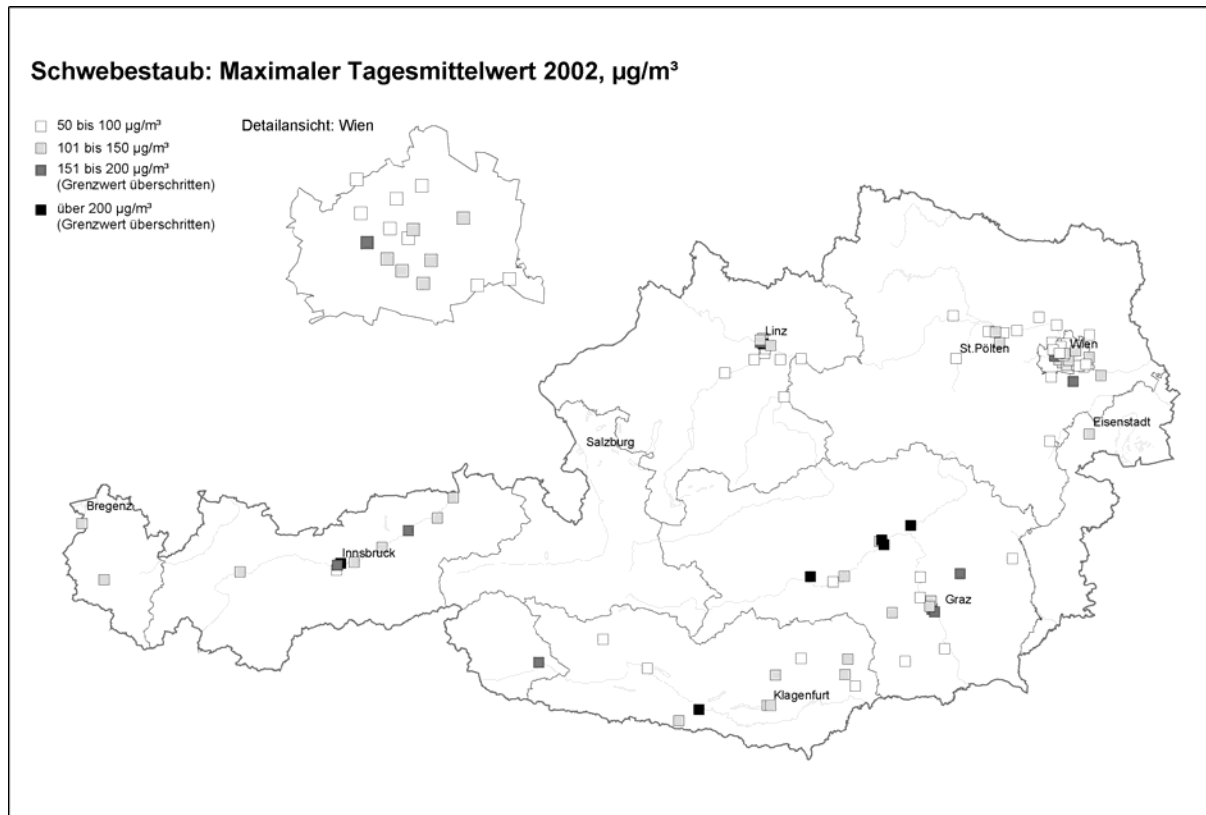 Schwebestaub: Maximaler Tagesmittelwert 2002, µg/m³
50 bis 100 µg/m³
101 bis 150 µg/m³
151 bis 200 µg/m³
(Grenzwert überschritten)
über 200 µg/m³
(Grenzwert überschritten)
Detailansicht: Wien
Linz
St.Pölten
Wien
Eisenstadt
Salzburg
Bregenz
Innsbruck
Graz
Klagenfurt